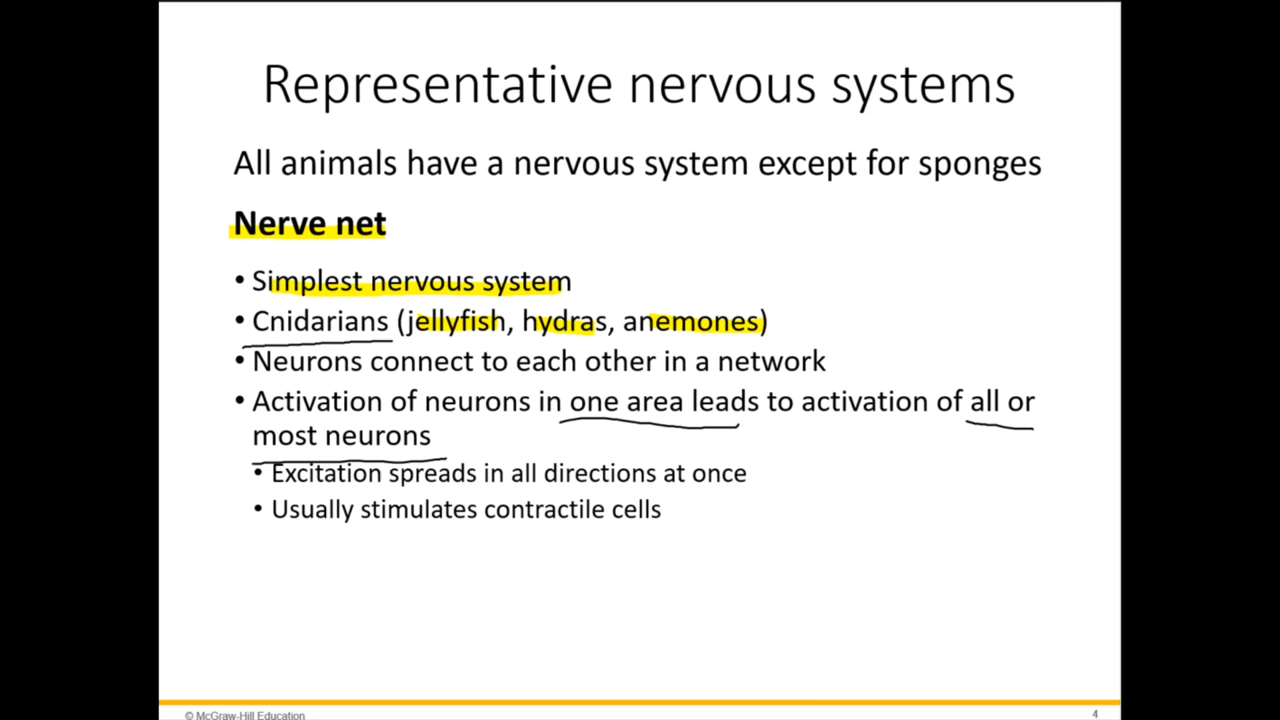 Representative nervous systems
All animals have a nervous system except for sponges
Nerve net
• Simplest nervous system
• Cnidarians (jellyfish, hydras, anemones)
• Neurons connect to each other in a network
• Activation of neurons in one area leads to activation of all or
most neurons
• Excitation spreads in all directions at once
• Usually stimulates contractile cells
© McGraw-Hill Education
4